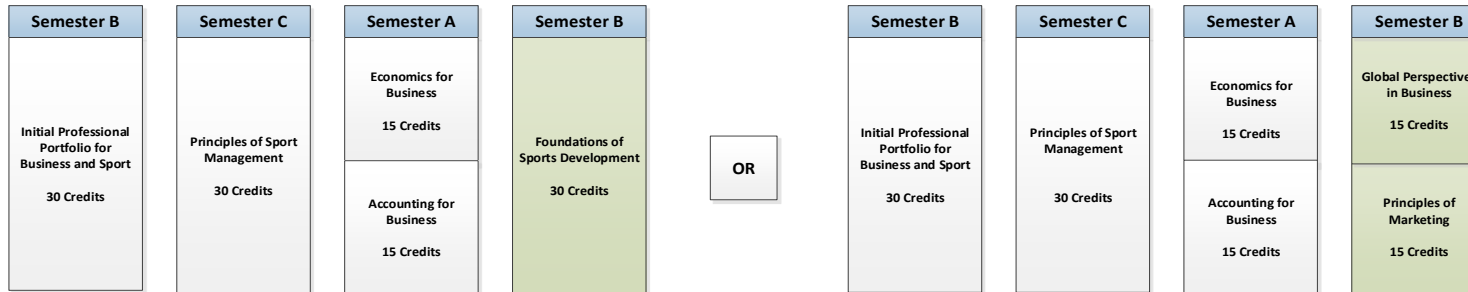 Semester B
Initial Professional
Portfolio for
Business and Sport
30 Credits
Semester C
Principles of Sport
Management
30 Credits
Semester A
Economics for
Business
15 Credits
Accounting for
Business
15 Credits
Semester B
Foundations of
Sports Development
30 Credits
OR
Semester B
Initial Professional
Portfolio for
Business and Sport
30 Credits
Semester C
Principles of Sport
Management
30 Credits
Semester A
Economics for
Business
15 Credits
Accounting for
Business
15 Credits
Semester B
Global Perspective
in Business
15 Credits
Principles of
Marketing
15 Credits